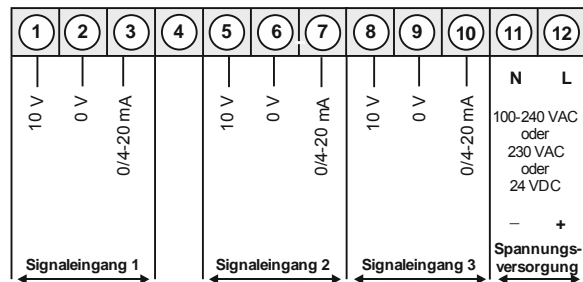 1 2 3 4 5 6 7 8 9 10 11 12
10 V
0 V
0/4-20 mA
10 V
0 V
0/4-20 mA
10 V
0 V
0/4-20 mA
N L
100-240 VAC
oder
230 VAC
oder
24 VDC
– +
Signaleingang 1
Signaleingang 2
Signaleingang 3
Spannungs-
versorgung